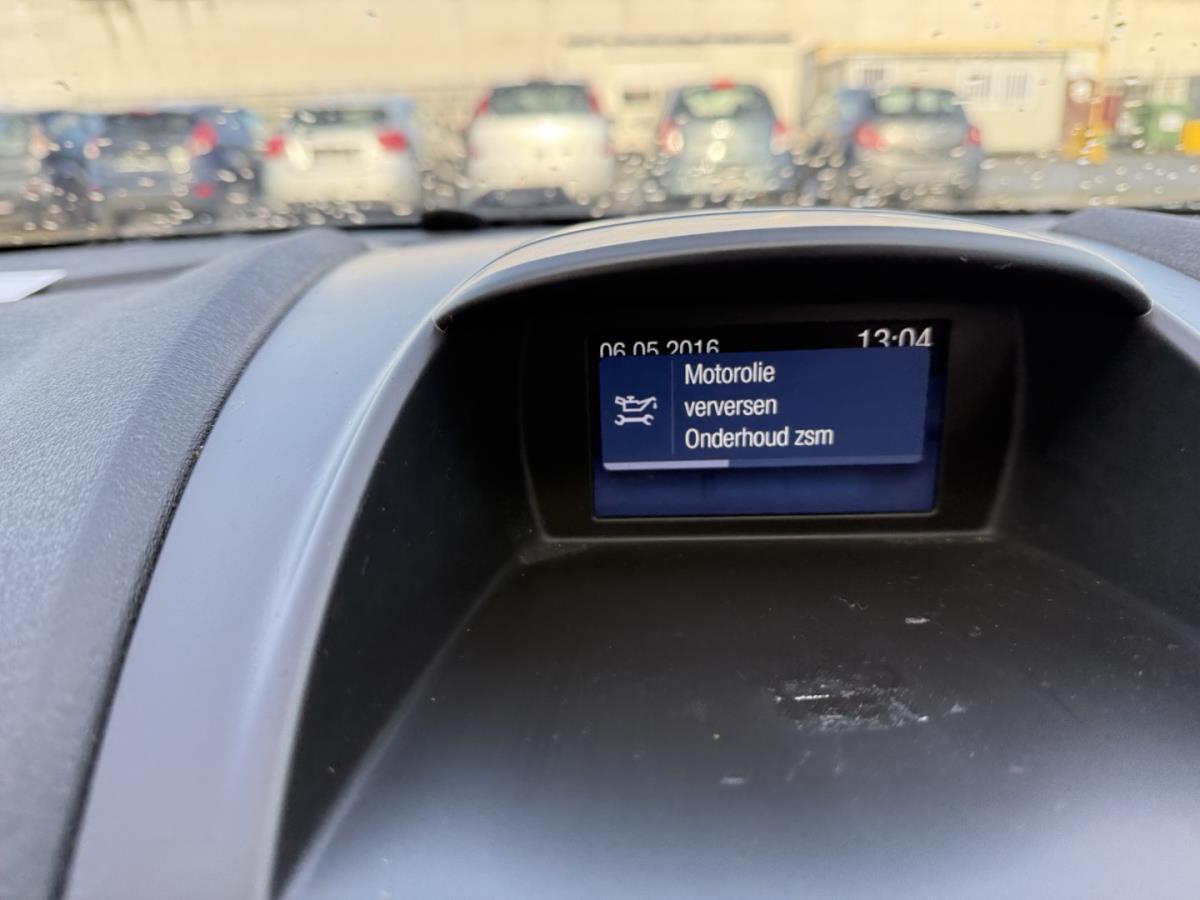 06.05.2016 13:04
Motorolie
verversen
Onderhoud zsm